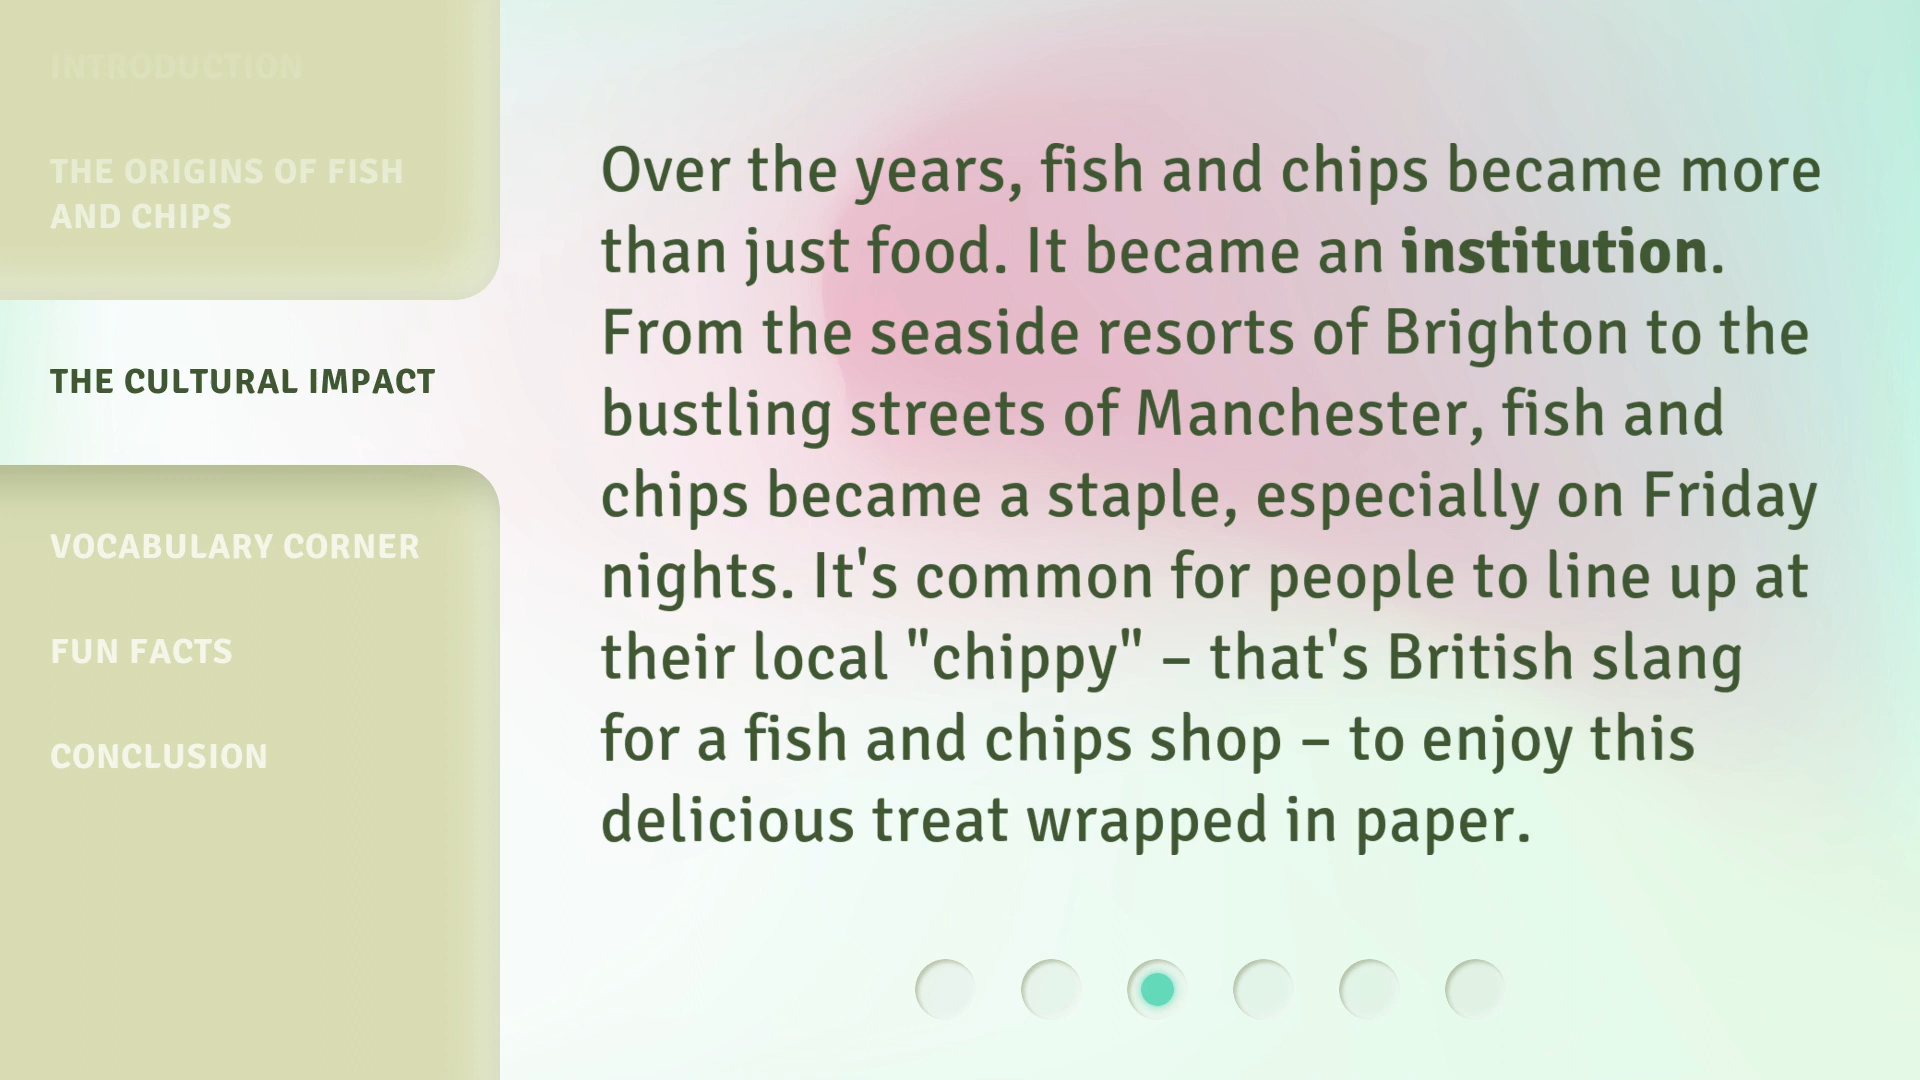 INTRODUCTION
THE ORIGINS OF FISH
AND CHIPS
THE CULTURAL IMPACT
VOCABULARY CORNER
FUN FACTS
CONCLUSION
Over the years, fish and chips became more
than just food. It became an institution.
From the seaside resorts of Brighton to the
bustling streets of Manchester, fish and
chips became a staple, especially on Friday
nights. It's common for people to line up at
their local "chippy" – that's British slang
for a fish and chips shop – to enjoy this
delicious treat wrapped in paper.